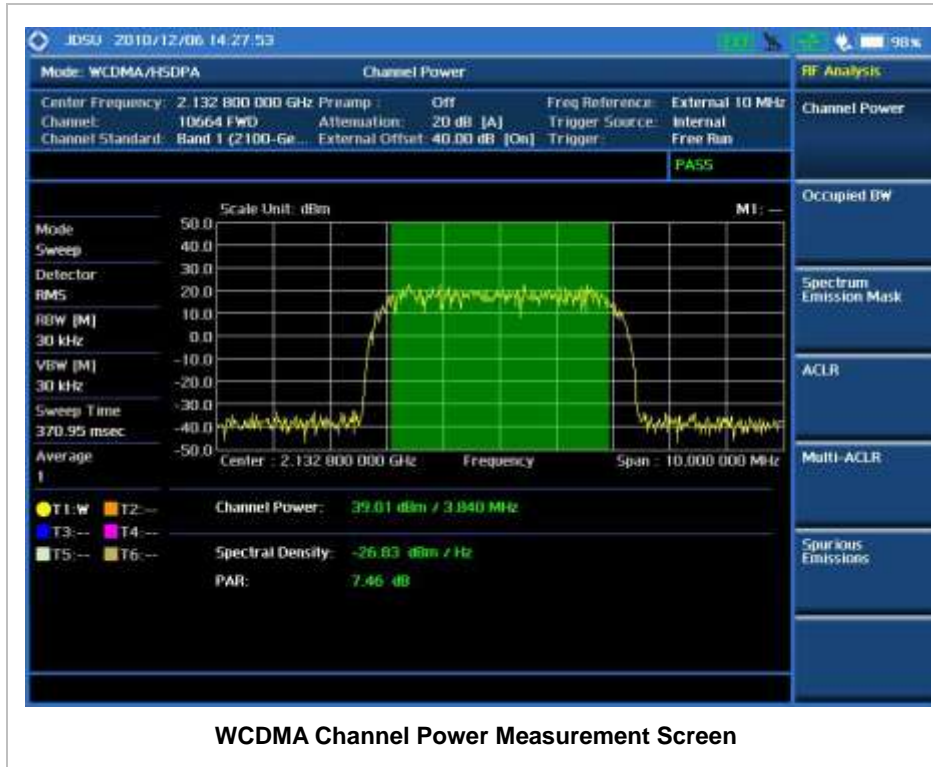 JDSU 2010/12/06 14:27:53
98%
Mode: WCDMA/HSDPA Channel Power
RF Analysis
Center Frequency: 2.132 800 000 GHz Preamp : Off Freq Reference: External 10 MHz
Channel: 10664 FWD Attenuation: 20 dB [A] Trigger Source: Internal
Channel Standard: Band 1 (2100-Ge... External Offset: 40.00 dB [On] Trigger: Free Run
PASS
Channel Power
Occupied BW
Spectrum
Emission Mask
ACLR
Multi-ACLR
Spurious
Emissions
Scale Unit: dBm M1: --
Mode
Sweep
Detector
RMS
RBW [M]
30 kHz
VBW [M]
30 kHz
Sweep Time
370.95 msec
Average
1
50.0
40.0
30.0
20.0
10.0
0.0
-10.0
-20.0
-30.0
-40.0
-50.0
Center : 2.132 800 000 GHz Frequency Span : 10.000 000 MHz
T1:W T2:--
T3:-- T4:--
T5:-- T6:--
Channel Power: 39.01 dBm / 3.840 MHz
Spectral Density: -26.83 dBm / Hz
PAR: 7.46 dB
WCDMA Channel Power Measurement Screen